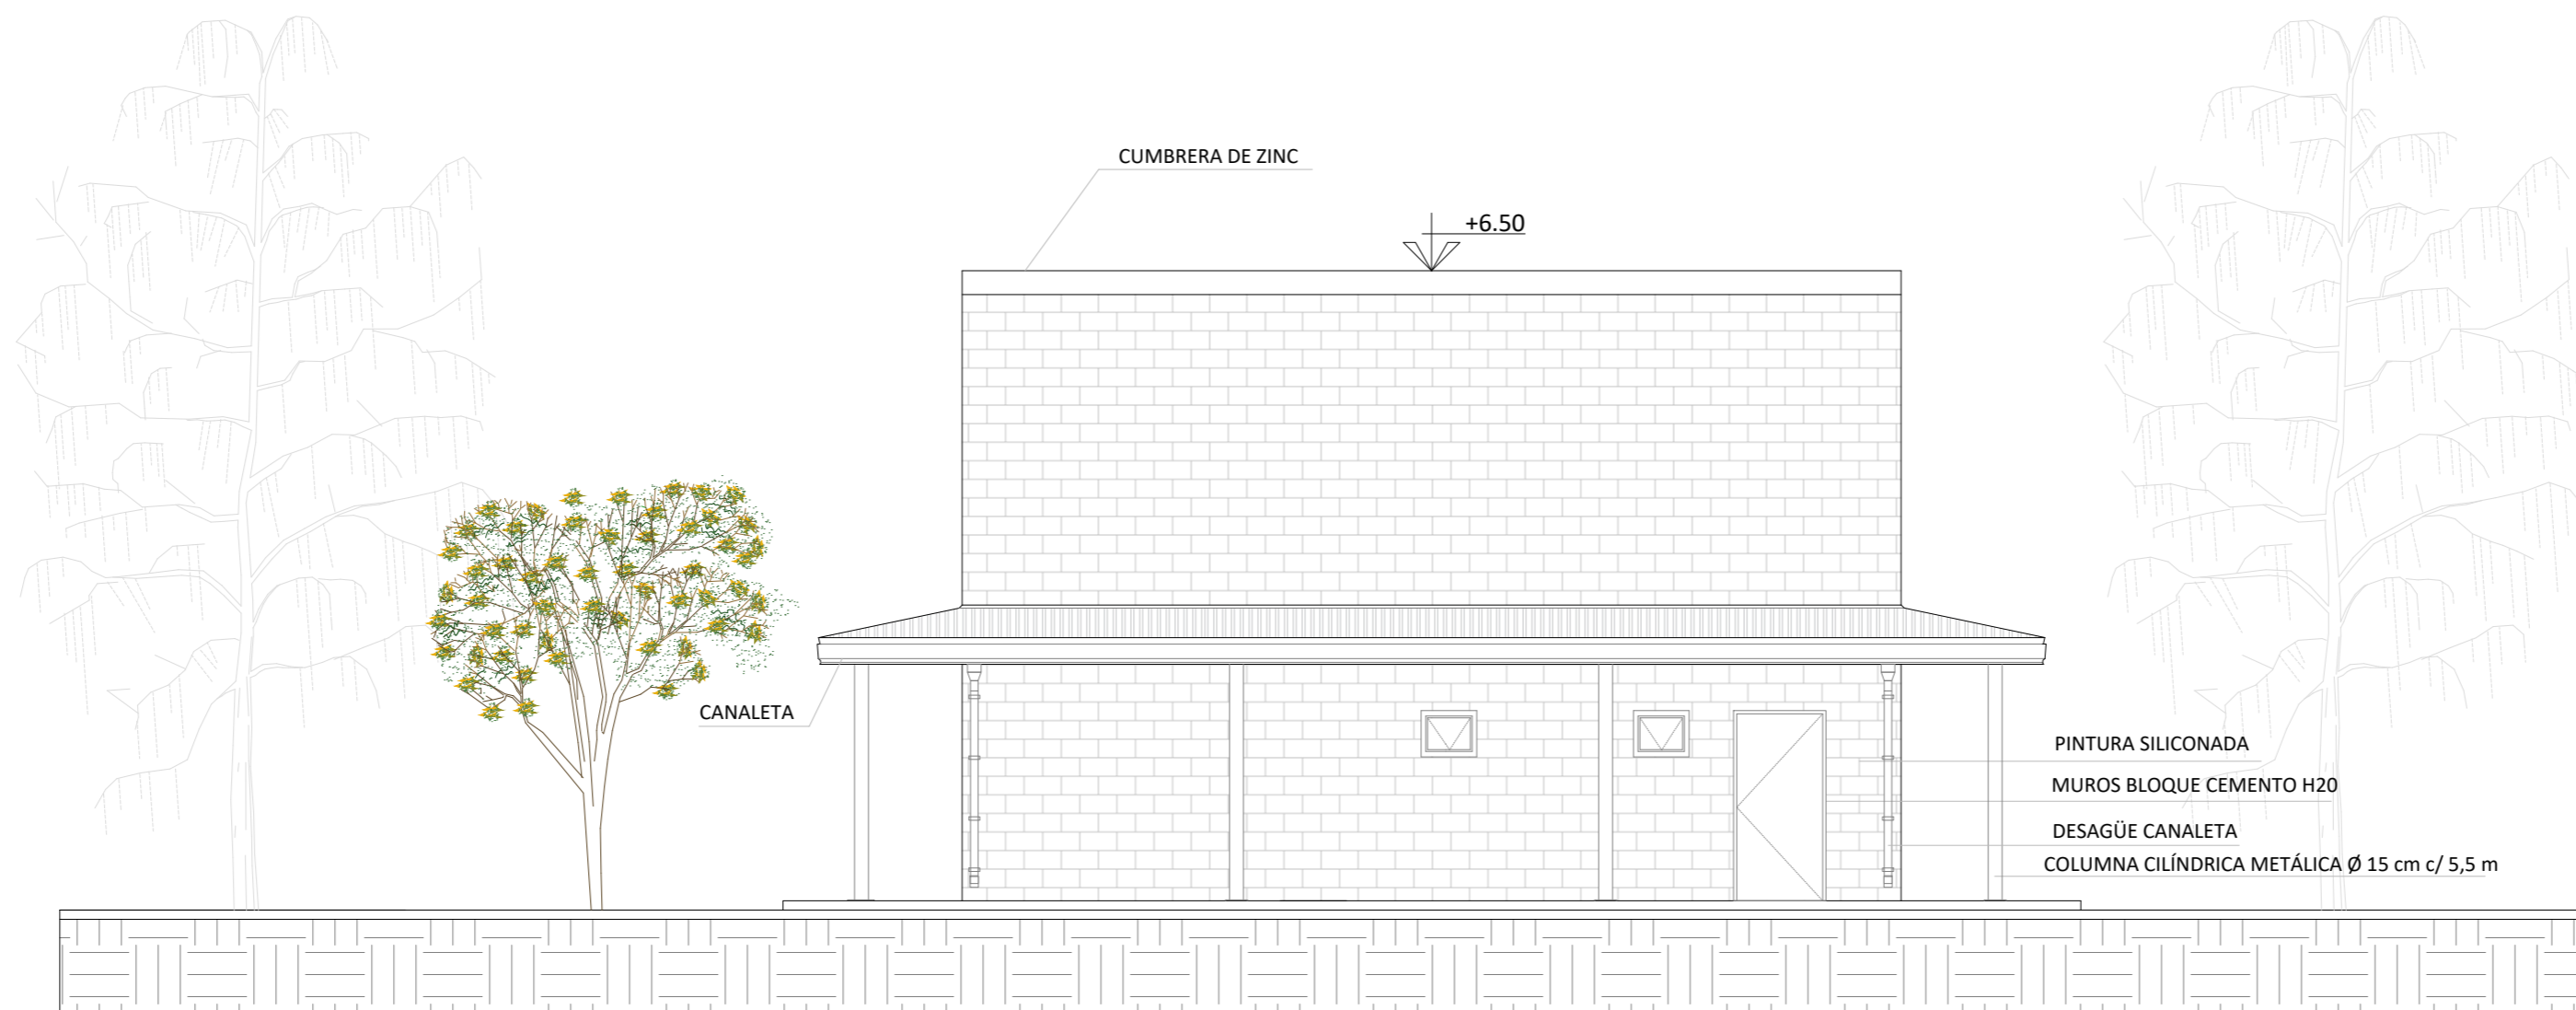 CUMBRERA DE ZINC
+6.50
CANALETA
PINTURA SILICONADA
MUROS BLOQUE CEMENTO H20
DESAGÜE CANALETA
COLUMNA CILÍNDRICA METÁLICA Ø 15 cm c/ 5,5 m